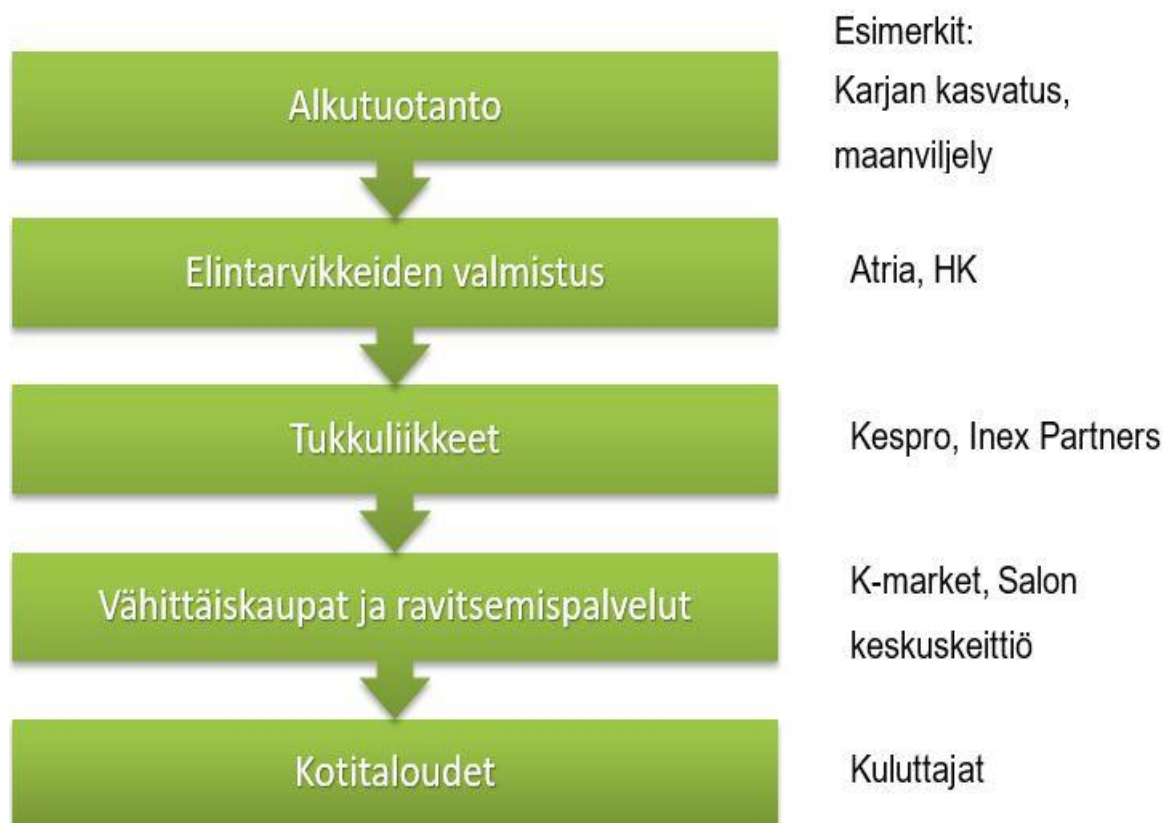 Esimerkit:
Alkutuotanto
Karjan kasvatus,
maanviljely
Elintarvikkeiden valmistus
Atria, HK
Tukkuliikkeet
Kespro, Inex Partners
Vähittäiskaupat ja ravitsemispalvelut
K-market, Salon
keskuskeittiö
Kotitaloudet
Kuluttajat